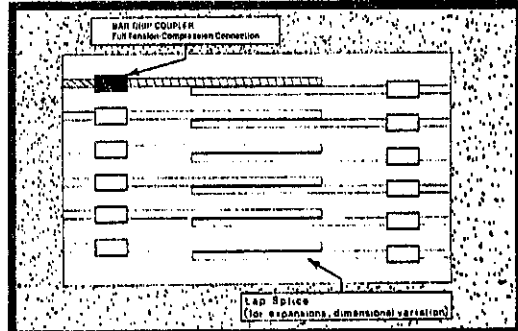 BAR GRIP COUPLER
Full Tension-Compression Connection
Lap Splice
(for expansions, dimensional variation)